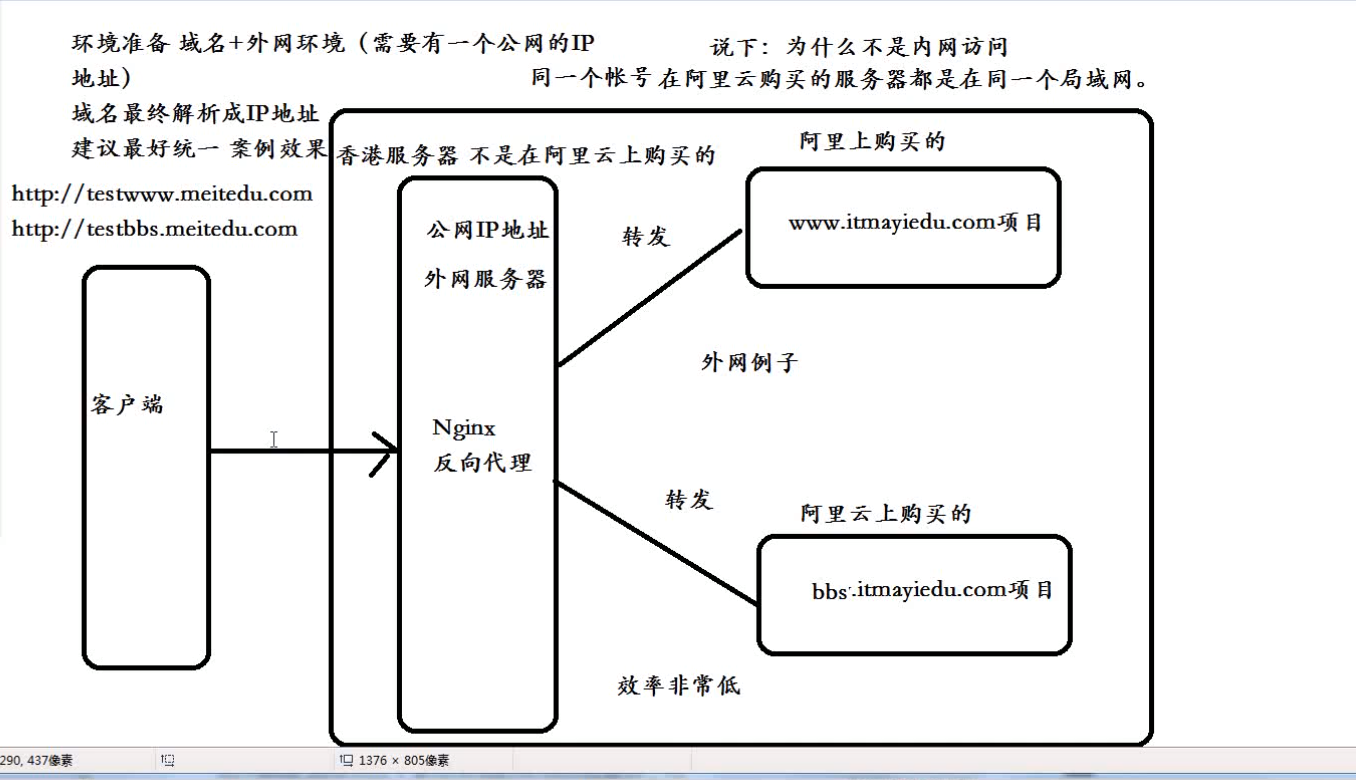 环境准备 域名+外网环境（需要有一个公网的IP
地址）
说下：为什么不是内网访问
同一个帐号在阿里云购买的服务器都是在同一个局域网。
域名最终解析成IP地址
建议最好统一 案例效果
http://testwww.meitedu.com
http://testbbs.meitedu.com
香港服务器 不是在阿里云上购买的
阿里上购买的
公网IP地址
外网服务器
转发
www.itmayiedu.com项目
外网例子
客户端
Nginx
反向代理
转发
阿里云上购买的
bbs.itmayiedu.com项目
效率非常低
290, 437像素
1376 × 805像素